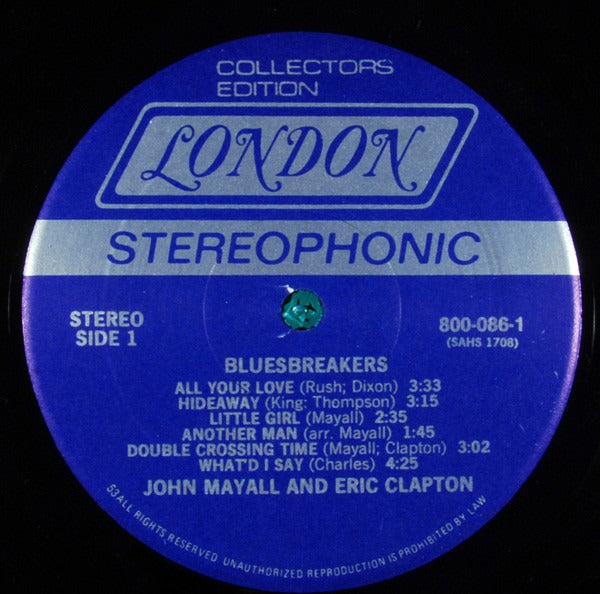 COLLECTORS
EDITION
LONDON
STEREOPHONIC
STEREO
SIDE 1
800-086-1
(SAHS 1708)
BLUESBREAKERS
ALL YOUR LOVE (Rush; Dixon) 3:33
HIDEAWAY (King: Thompson) 3:15
LITTLE GIRL (Mayall) 2:35
ANOTHER MAN (arr. Mayall) 1:45
DOUBLE CROSSING TIME (Mayall; Clapton) 3:02
WHAT'D I SAY (Charles) 4:25
JOHN MAYALL AND ERIC CLAPTON
53 ALL RIGHTS RESERVED UNAUTHORIZED REPRODUCTION IS PROHIBITED BY LAW